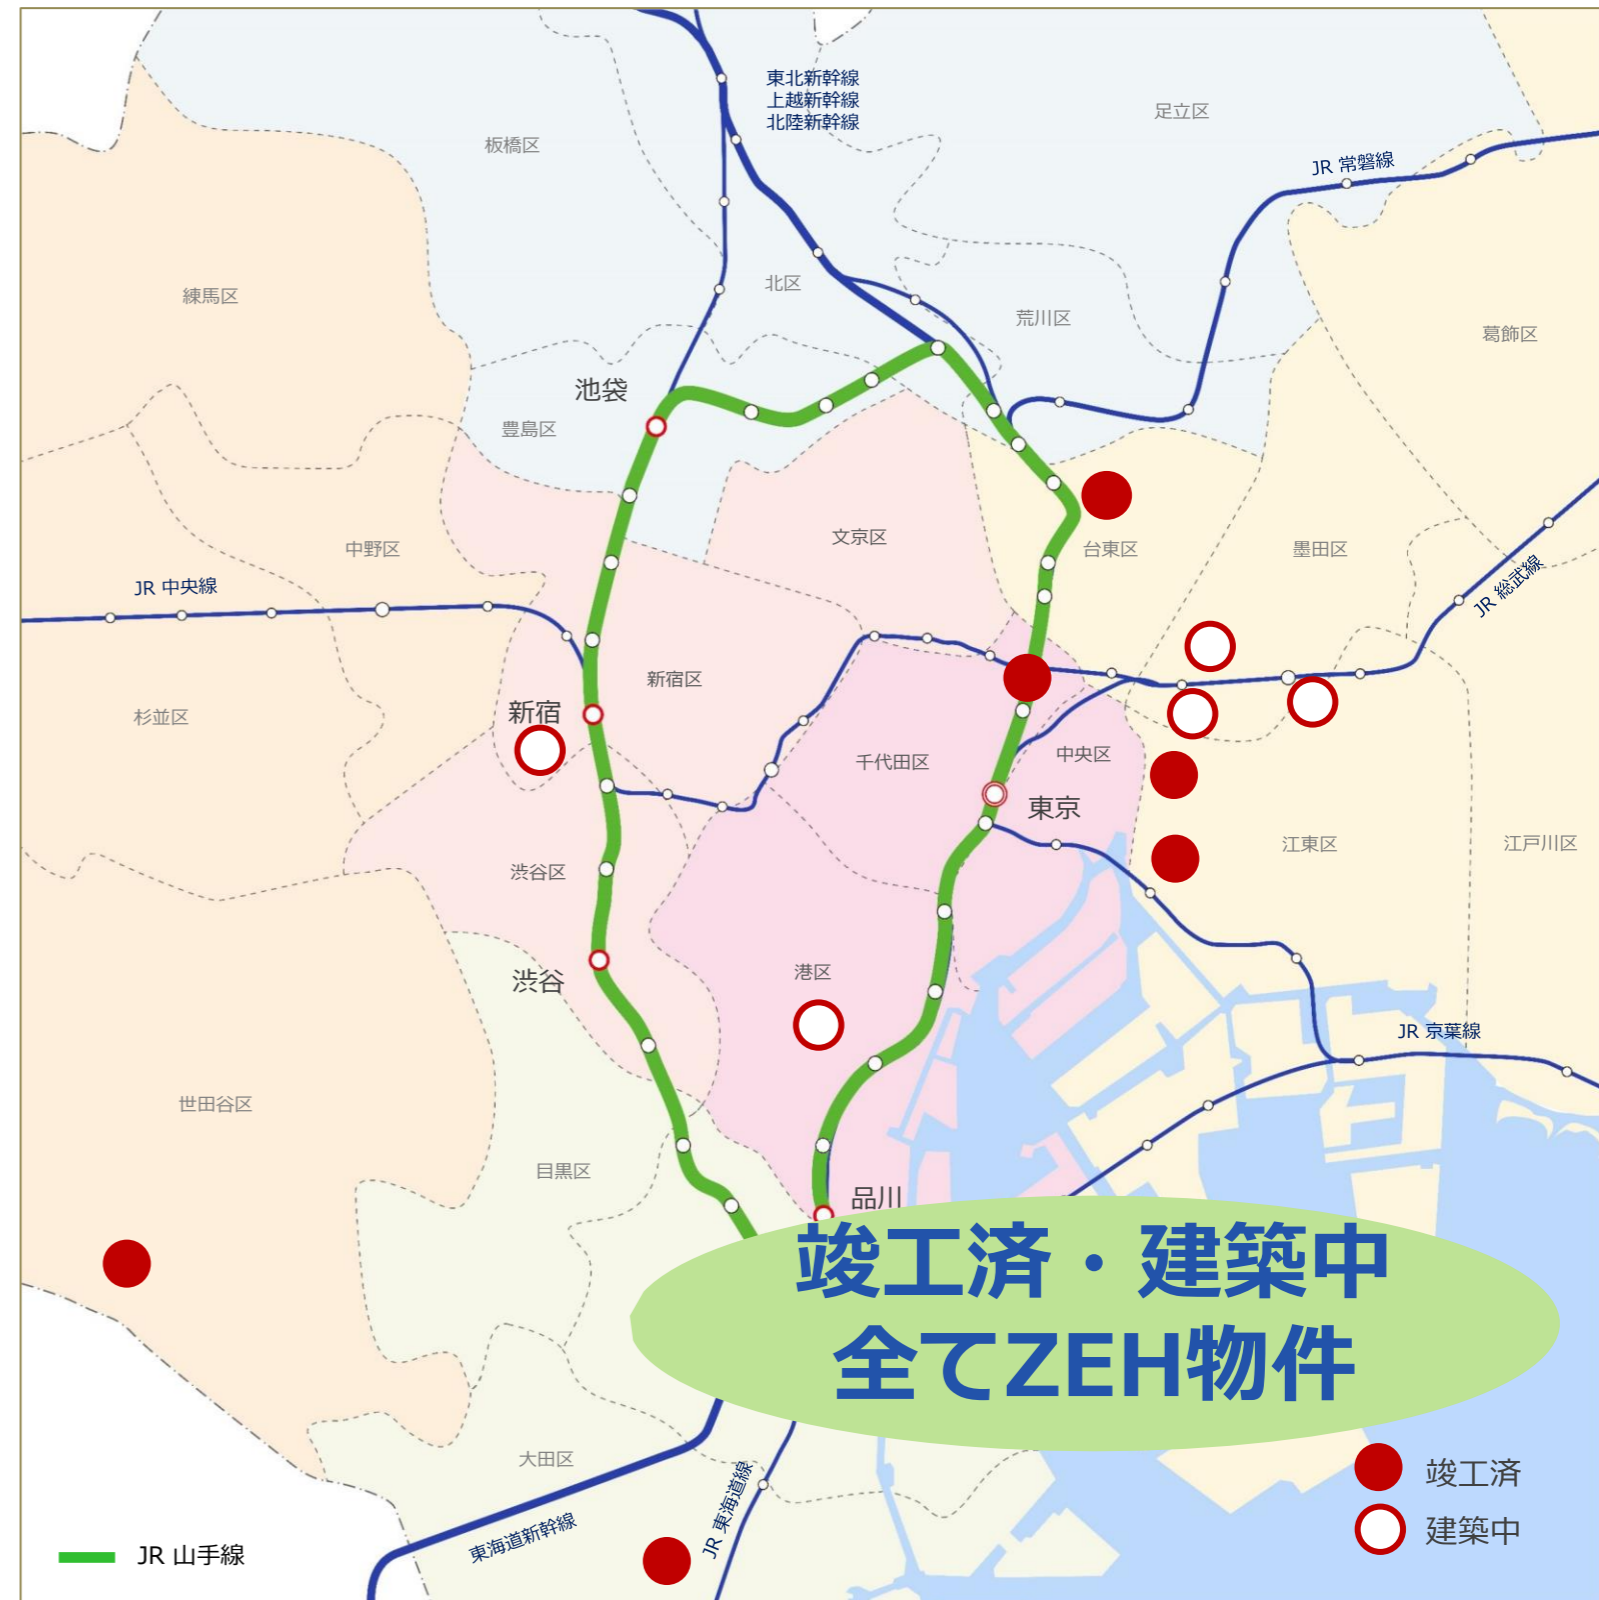 東北新幹線
上越新幹線
北陸新幹線
足立区
板橋区
JR 常磐線
北区
練馬区
荒川区
葛飾区
池袋
豊島区
文京区
台東区
墨田区
中野区
JR 中央線
JR 総武線
新宿区
新宿
杉並区
千代田区
中央区
東京
江東区
江戸川区
渋谷区
渋谷
港区
JR 京葉線
世田谷区
目黒区
品川
竣工済・建築中
全てZEH物件
大田区
竣工済
建築中
東海道新幹線
JR 東海道線
JR 山手線